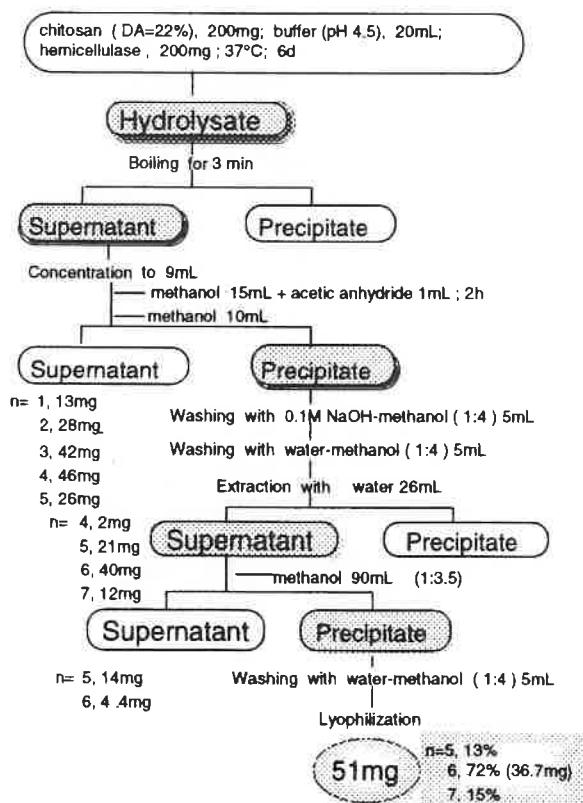 chitosan ( DA=22%), 200mg; buffer (pH 4.5), 20mL;
hemicellulase , 200mg ; 37°C; 6d
Hydrolysate
Boiling for 3 min
Supernatant
Precipitate
Concentration to 9mL
methanol 15mL + acetic anhydride 1mL ; 2h
methanol 10mL
Supernatant
Precipitate
n= 1, 13mg
2, 28mg
3, 42mg
4, 46mg
5, 26mg
Washing with 0.1M NaOH-methanol ( 1:4) 5mL
Washing with water-methanol ( 1:4) 5mL
Extraction with water 26mL
n= 4, 2mg
5, 21mg
6, 40mg
7, 12mg
Supernatant
Precipitate
methanol 90mL (1:3.5)
Supernatant
Precipitate
n= 5, 14mg
6, 4 .4mg
Washing with water-methanol ( 1:4 ) 5mL
Lyophilization
51mg
n=5, 13%
6, 72% (36.7mg)
7, 15%